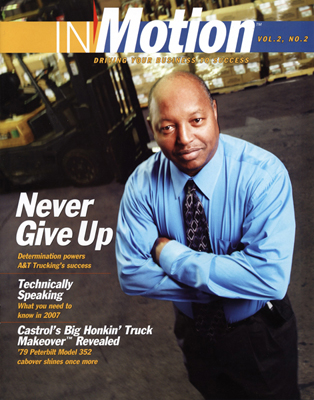 INMotion™
VOL. 2, NO. 2
DRIVING YOUR BUSINESS TO SUCCESS
Never
Give Up
Determination powers
A&T Trucking's success
Technically
Speaking
What you need to
know in 2007
Castrol's Big Honkin' Truck
Makeover™ Revealed
'79 Peterbilt Model 352
cabover shines once more